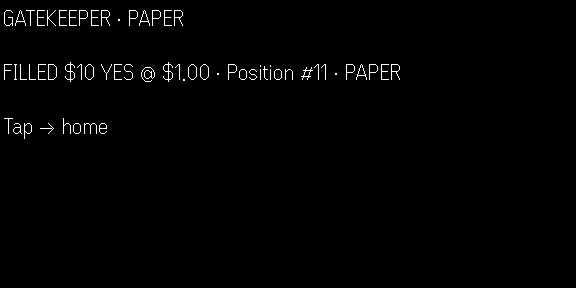 GATEKEEPER · PAPER
FILLED $10 YES @ $1.00 · Position #11 · PAPER
Tap → home